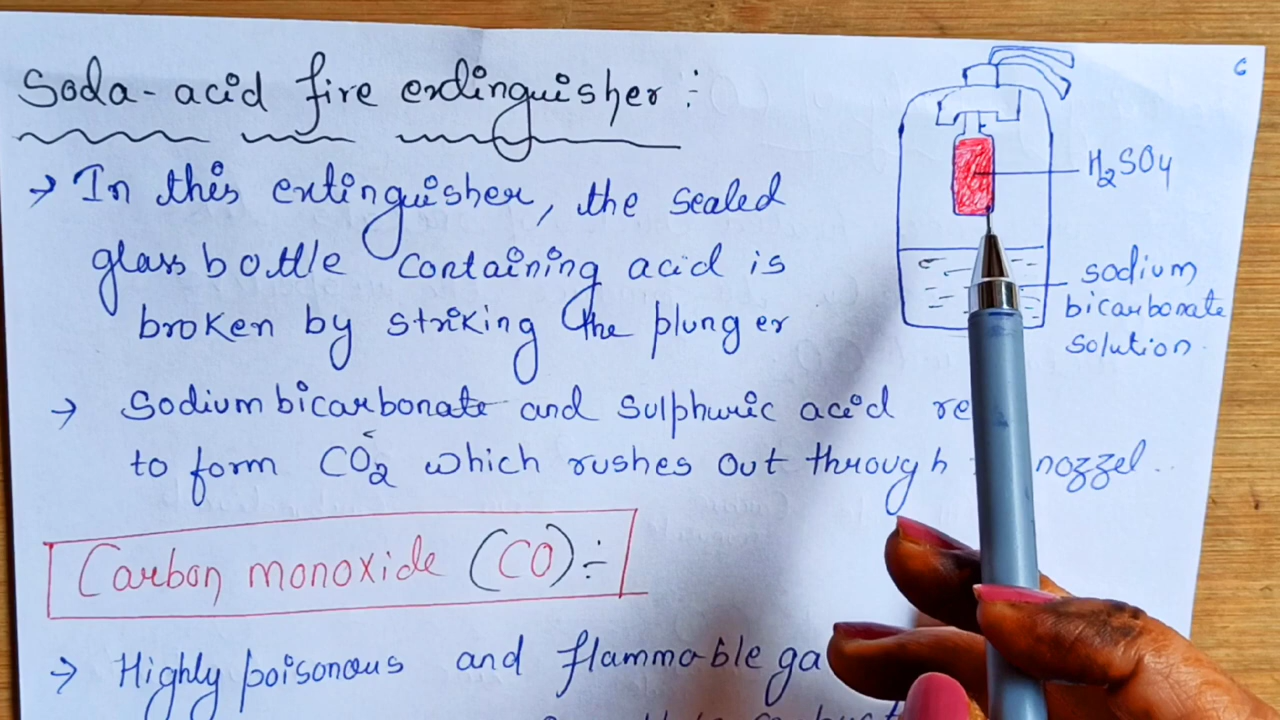 Soda-acid fire extinguisher :-
→ In this extinguisher, the sealed
glass bottle containing acid is
broken by striking the plunger
→ Sodium bicarbonate and sulphuric acid re
to form CO2 which rushes out through nozzel.
H2SO4
sodium
bicarbonate
solution.
6
Carbon monoxide (CO) :-
→ Highly poisonous and flammable ga